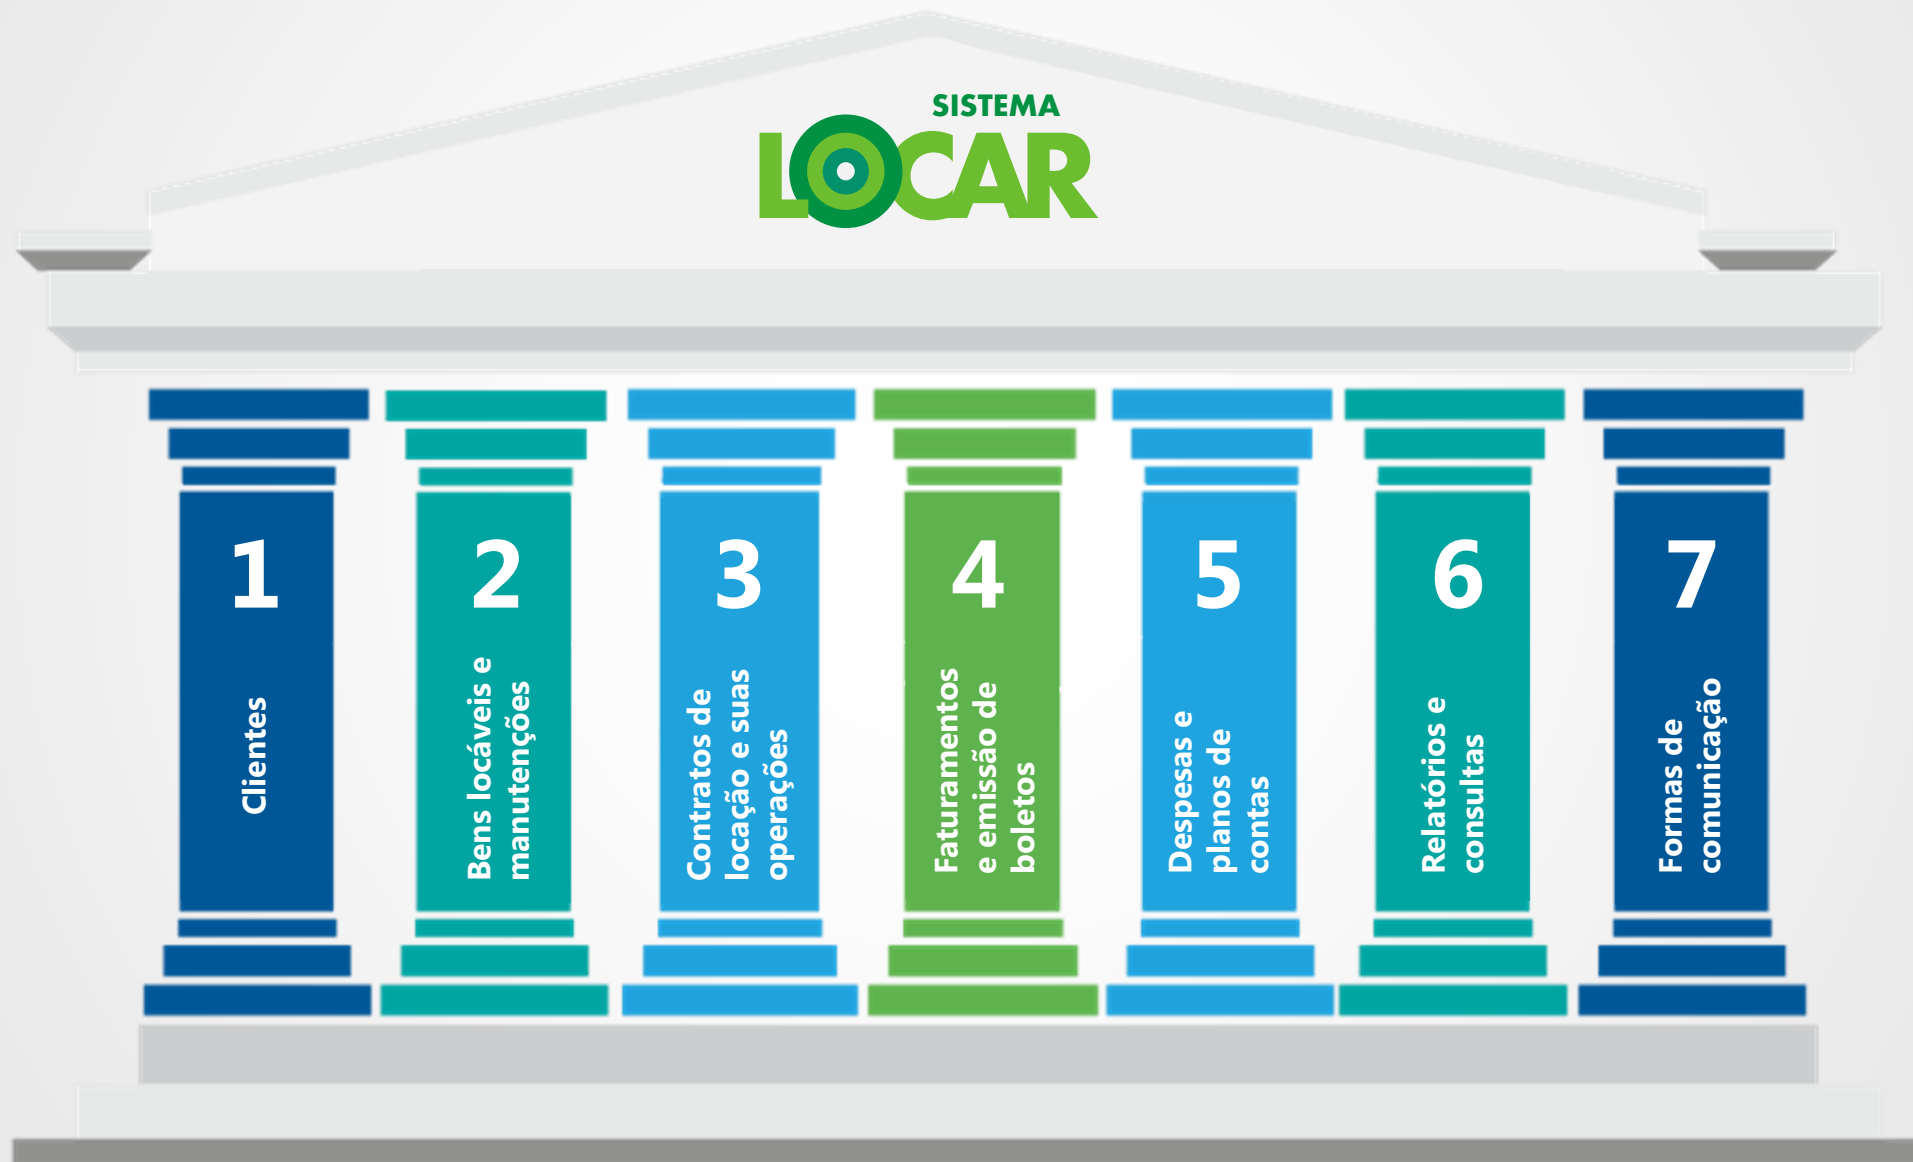 SISTEMA
LOCAR
1
Clientes
2
Bens locáveis e
manutenções
3
Contratos de
locação e suas
operações
4
Faturamentos
e emissão de
boletos
5
Despesas e
planos de
contas
6
Relatórios e
consultas
7
Formas de
comunicação